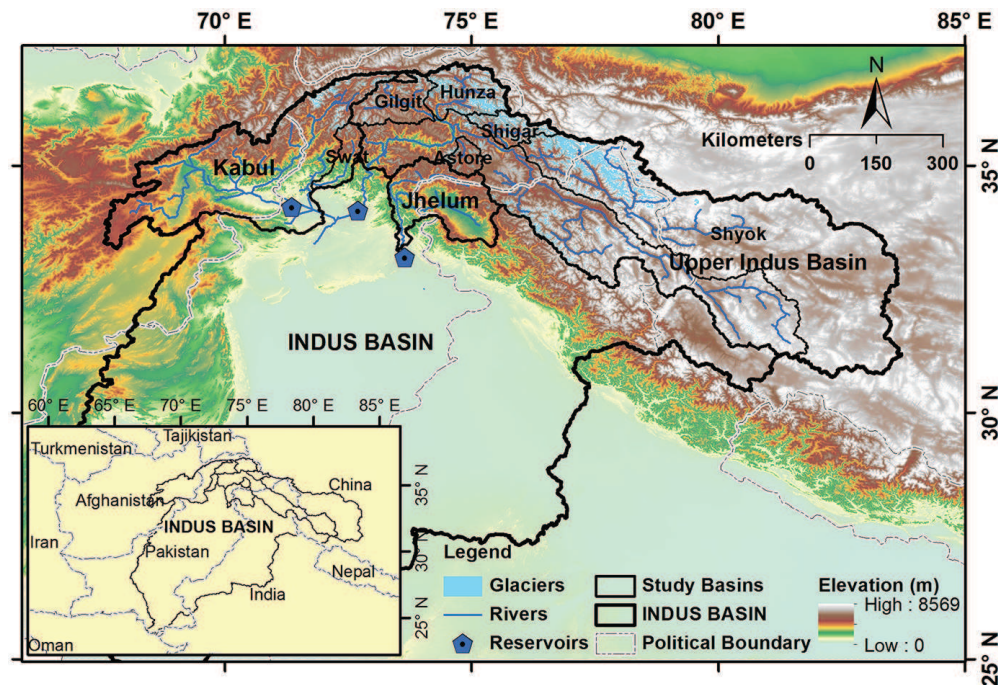 70° E 75° E 80° E 85° E
N
Hunza
Gilgit
Shigar
Kilometers
0 150 300
35° N
Swat
Astore
Kabul
Jhelum
Shyok
Upper Indus Basin
INDUS BASIN
30° N
60° E 65° E 70° E 75° E 80° E 85° E
Tajikistan
Turkmenistan
China
35° N
Afghanistan
INDUS BASIN
Iran
Pakistan
30° N
Nepal
India
25° N
Oman
Legend
Glaciers
Rivers
Reservoirs
Study Basins
INDUS BASIN
Political Boundary
Elevation (m)
High : 8569
Low : 0
25° N